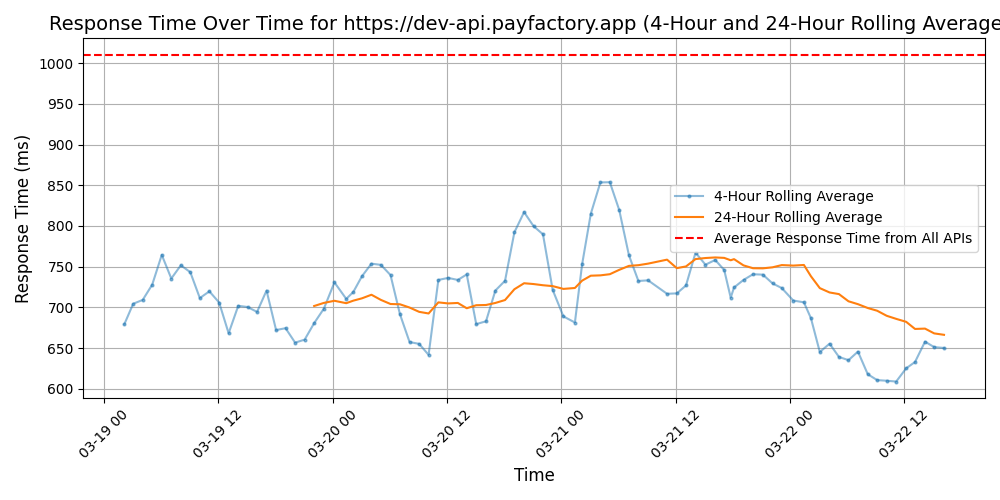 Response Time Over Time for https://dev-api.payfactory.app (4-Hour and 24-Hour Rolling Average
Response Time (ms)
1000
950
900
850
800
750
700
650
600
4-Hour Rolling Average
24-Hour Rolling Average
Average Response Time from All APIs
03-19 00
03-19 12
03-20 00
03-20 12
03-21 00
03-21 12
03-22 00
03-22 12
Time